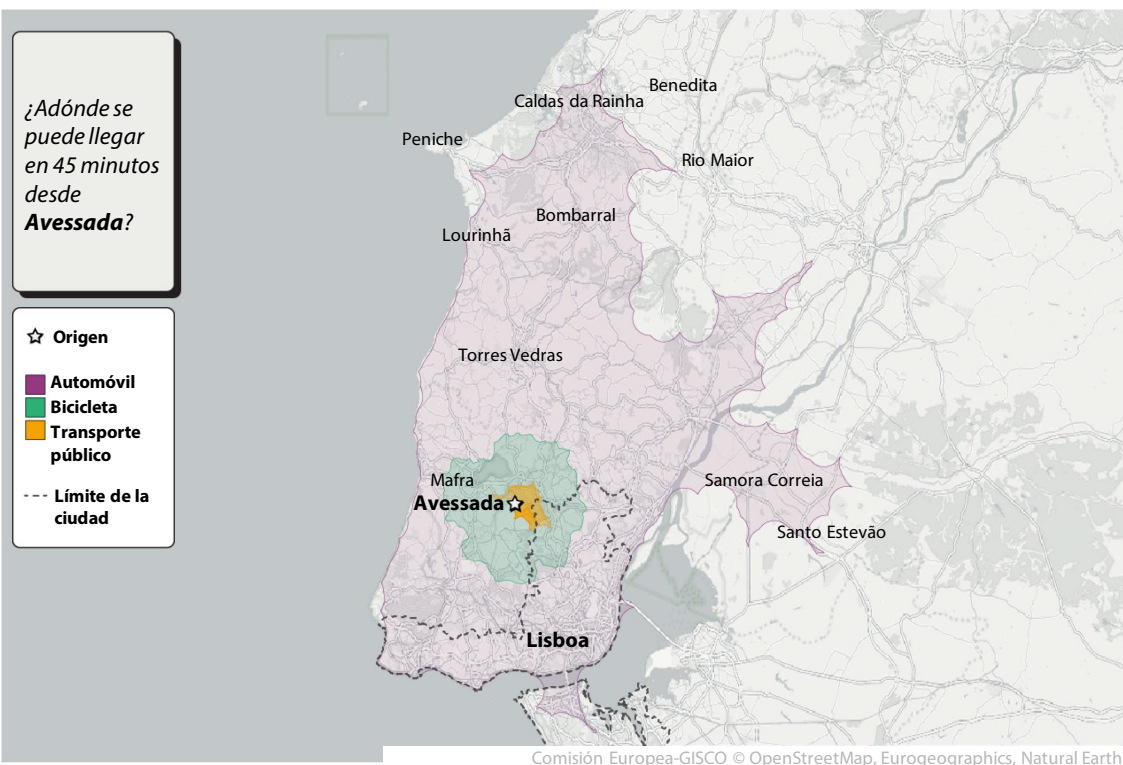 ¿Adónde se
puede llegar
en 45 minutos
desde
Avessada?
Origen
Automóvil
Bicicleta
Transporte
público
Límite de la
ciudad
Benedita
Caldas da Rainha
Peniche
Rio Maior
Bombarral
Lourinhã
Torres Vedras
Mafra
Avessada
Samora Correia
Santo Estevão
Lisboa
Comisión Europea-GISCO © OpenStreetMap, Eurogeographics, Natural Earth